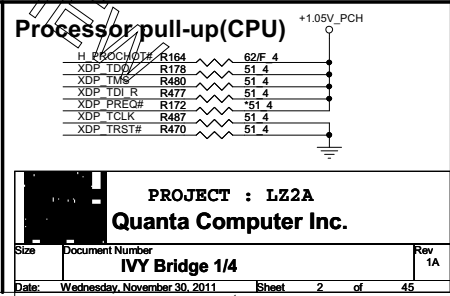 Processor pull-up(CPU)
+1.05V_PCH
H_PROCHOT# R164 62/F_4
XDP_TDO R178 51_4
XDP_TMS R480 51_4
XDP_TDI_R R477 51_4
XDP_PREQ# R172 *51_4
XDP_TCLK R487 51_4
XDP_TRST# R470 51_4
PROJECT : LZ2A
Quanta Computer Inc.
Size Document Number Rev
IVY Bridge 1/4 1A
Date: Wednesday, November 30, 2011 Sheet 2 of 45